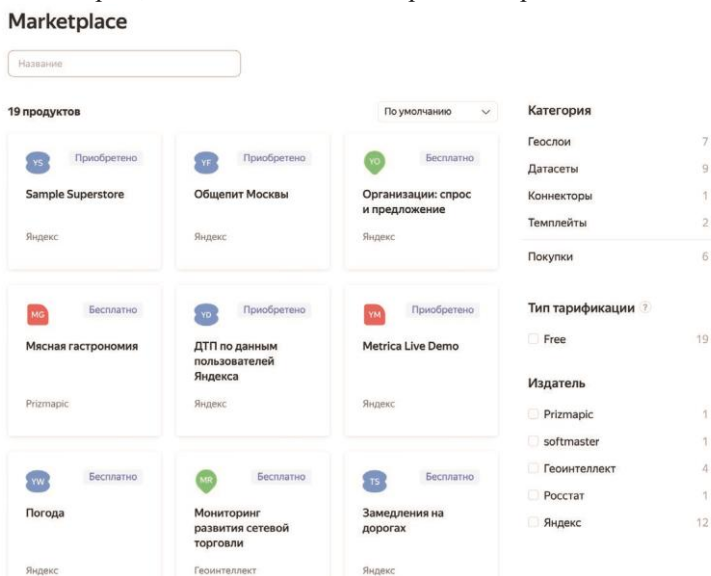 Marketplace
Название
19 продуктов
По умолчанию
YS
Приобретено
Sample Superstore
Яндекс
YF
Приобретено
Общепит Москвы
Яндекс
YO
Бесплатно
Организации: спрос
и предложение
Яндекс
MG
Бесплатно
Мясная гастрономия
Prizmapic
YD
Приобретено
ДТП по данным
пользователей
Яндекса
Яндекс
YM
Приобретено
Metrica Live Demo
Яндекс
YW
Бесплатно
Погода
Яндекс
MR
Бесплатно
Мониторинг
развития сетевой
торговли
Геоинтеллект
TS
Бесплатно
Замедления на
дорогах
Яндекс
Категория
Геослои 7
Датасеты 9
Коннекторы 1
Темплейты 2
Покупки 6
Тип тарификации ?
Free 19
Издатель
Prizmapic 1
softmaster 1
Геоинтеллект 4
Росстат 1
Яндекс 12